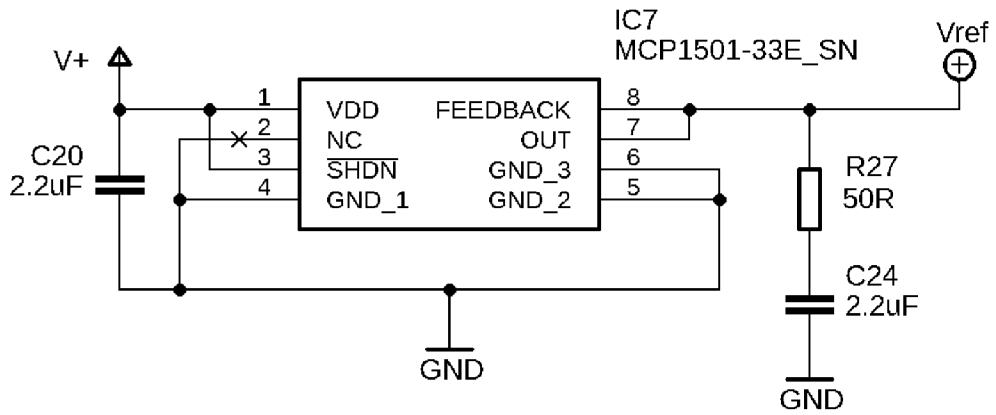 IC7
MCP1501-33E_SN
Vref
V+
1 VDD FEEDBACK 8
2 NC OUT 7
3 SHDN GND_3 6
4 GND_1 GND_2 5
C20
2.2uF
R27
50R
C24
2.2uF
GND
GND